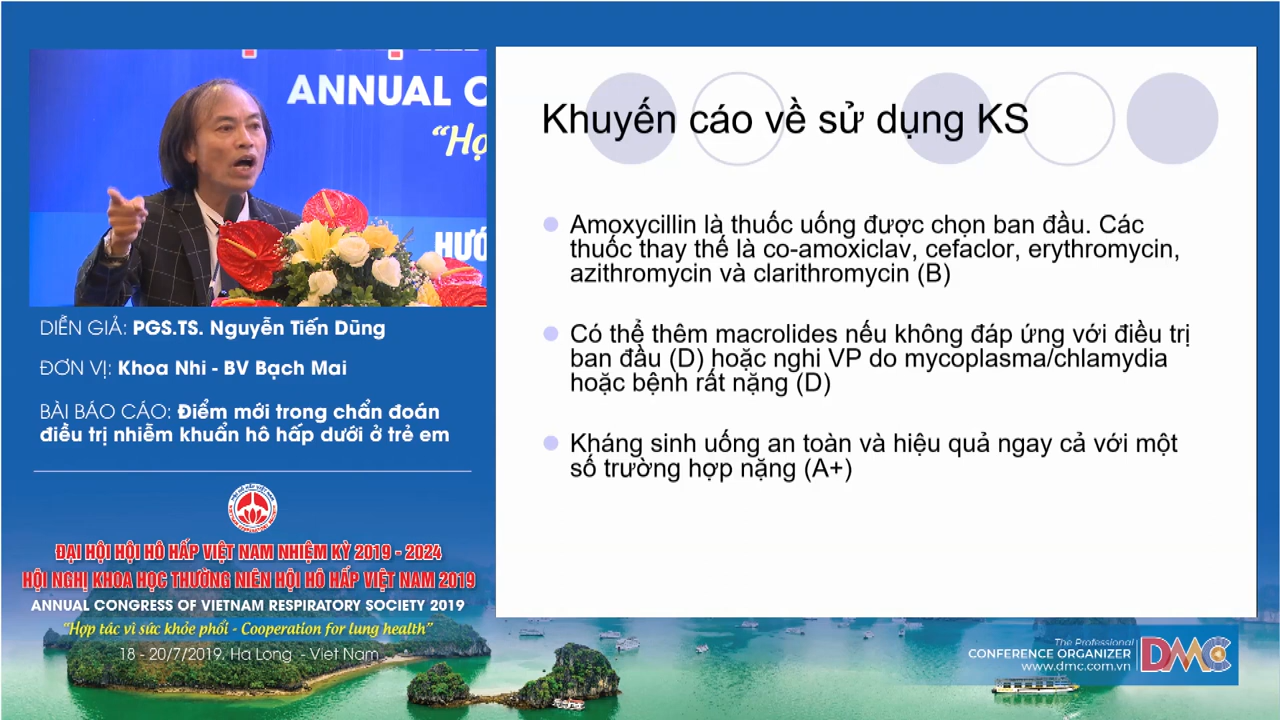 ANNUAL C
“Hợ
HƯỚ
DIỄN GIẢ: PGS.TS. Nguyễn Tiến Dũng
ĐƠN VỊ: Khoa Nhi - BV Bạch Mai
BÀI BÁO CÁO: Điểm mới trong chẩn đoán
điều trị nhiễm khuẩn hô hấp dưới ở trẻ em
ĐẠI HỘI HỘI HÔ HẤP VIỆT NAM NHIỆM KỲ 2019 - 2024
HỘI NGHỊ KHOA HỌC THƯỜNG NIÊN HỘI HÔ HẤP VIỆT NAM 2019
ANNUAL CONGRESS OF VIETNAM RESPIRATORY SOCIETY 2019
“Hợp tác vì sức khỏe phổi - Cooperation for lung health”
18 - 20/7/2019. Ha Long - Viet Nam
Khuyến cáo về sử dụng KS
Amoxycillin là thuốc uống được chọn ban đầu. Các
thuốc thay thế là co-amoxiclav, cefaclor, erythromycin,
azithromycin và clarithromycin (B)
Có thể thêm macrolides nếu không đáp ứng với điều trị
ban đầu (D) hoặc nghi VP do mycoplasma/chlamydia
hoặc bệnh rất nặng (D)
Kháng sinh uống an toàn và hiệu quả ngay cả với một
số trường hợp nặng (A+)
The Professional
CONFERENCE ORGANIZER
www.dmc.com.vn
DMC